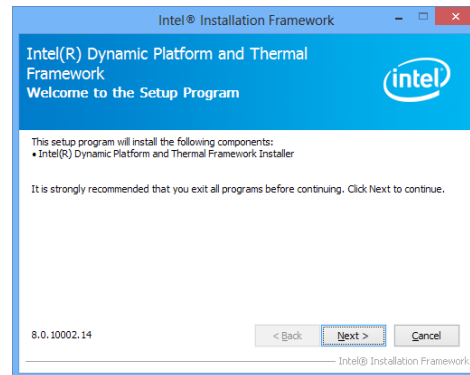 Intel® Installation Framework
Intel(R) Dynamic Platform and Thermal
Framework
Welcome to the Setup Program
intel
This setup program will install the following components:
• Intel(R) Dynamic Platform and Thermal Framework Installer
It is strongly recommended that you exit all programs before continuing. Click Next to continue.
8.0.10002.14
< Back
Next >
Cancel
Intel® Installation Framework